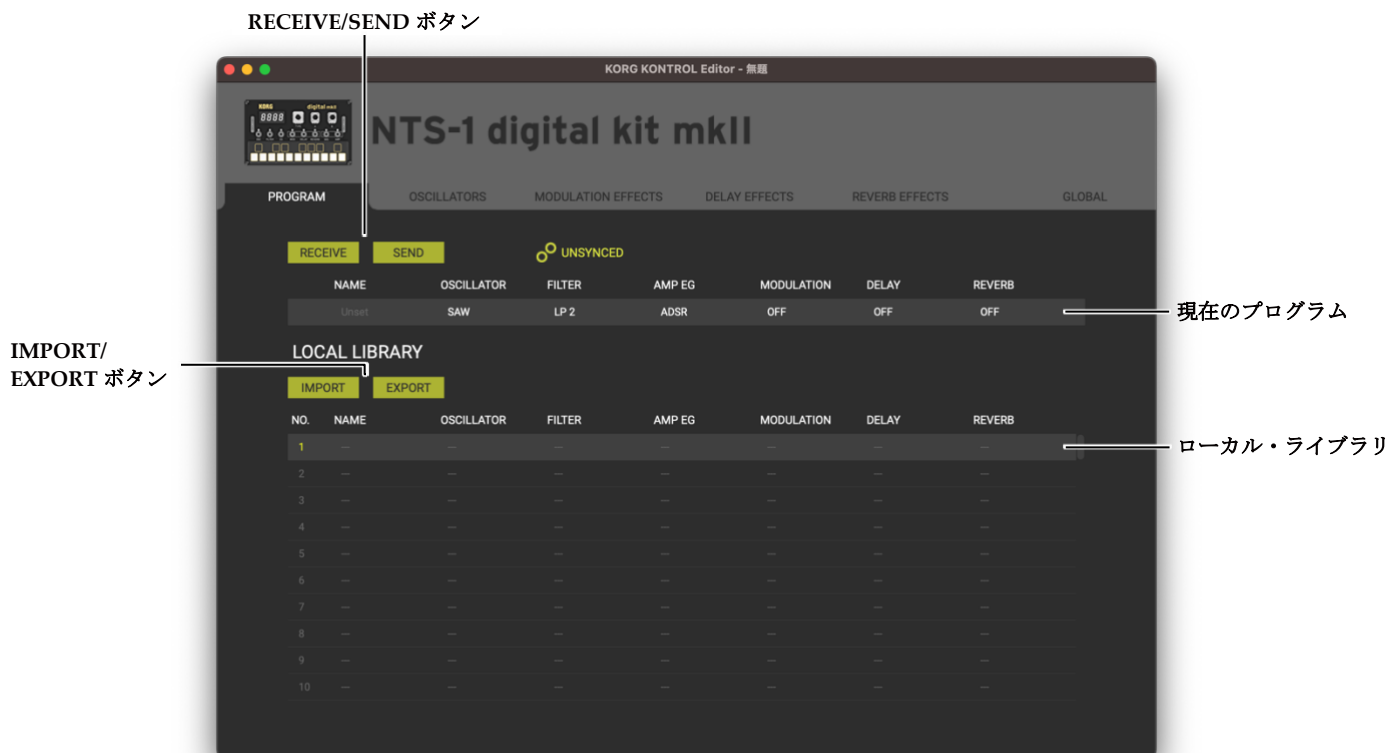 RECEIVE/SEND ボタン
KORG KONTROL Editor - 無題
KORG digital mkII
8888
NTS-1 digital kit mkII
PROGRAM OSCILLATORS MODULATION EFFECTS DELAY EFFECTS REVERB EFFECTS GLOBAL
RECEIVE SEND UNSYNCED
NAME OSCILLATOR FILTER AMP EG MODULATION DELAY REVERB
Unset SAW LP 2 ADSR OFF OFF OFF
現在のプログラム
LOCAL LIBRARY
IMPORT/
EXPORT ボタン
IMPORT EXPORT
NO. NAME OSCILLATOR FILTER AMP EG MODULATION DELAY REVERB
1 — — — — — — —
ローカル・ライブラリ
2 — — — — — — —
3 — — — — — — —
4 — — — — — — —
5 — — — — — — —
6 — — — — — — —
7 — — — — — — —
8 — — — — — — —
9 — — — — — — —
10 — — — — — — —